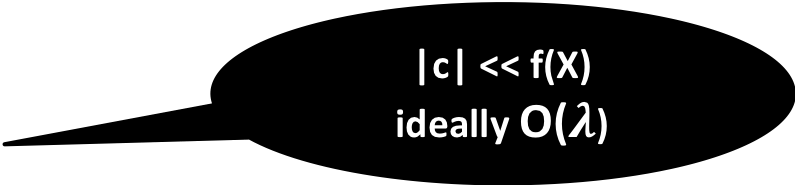 |c| << f(X)
ideally O(λ)